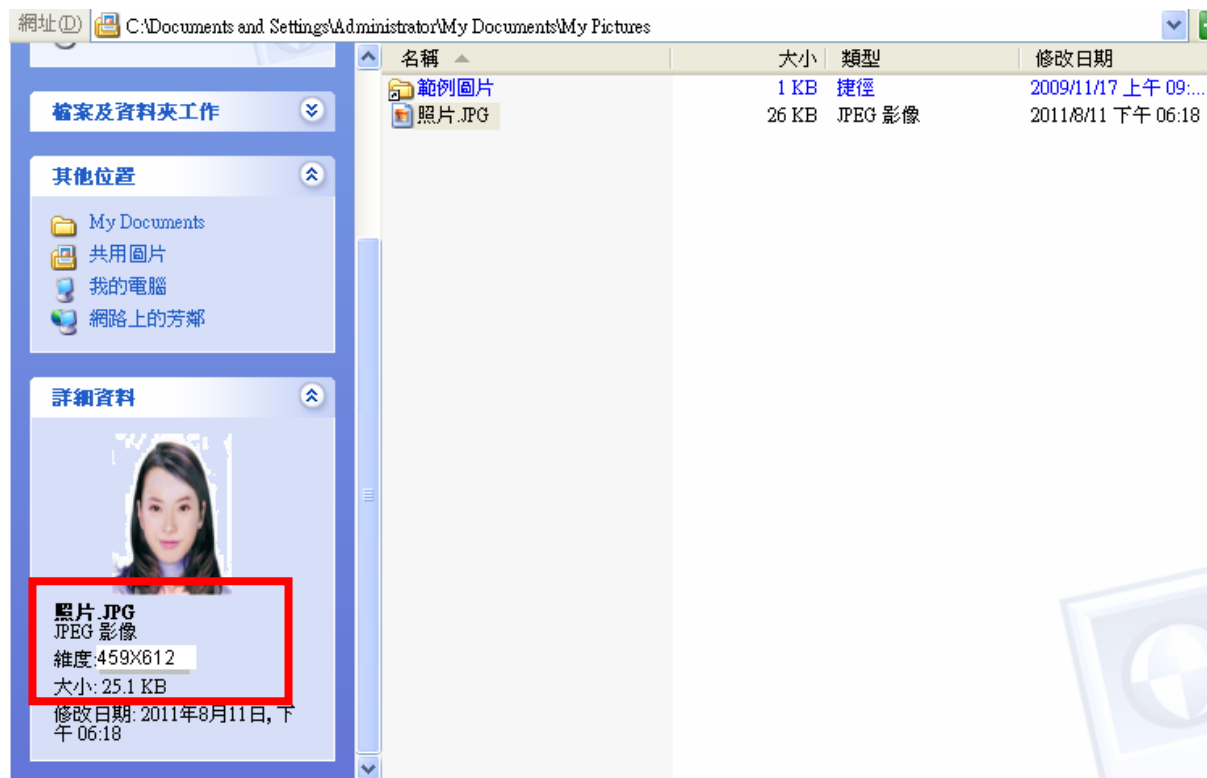 網址(D) C:\Documents and Settings\Administrator\My Documents\My Pictures
名稱 大小 類型 修改日期
範例圖片 1 KB 捷徑 2009/11/17 上午 09:...
照片.JPG 26 KB JPEG 影像 2011/8/11 下午 06:18
檔案及資料夾工作
其他位置
My Documents
共用圖片
我的電腦
網路上的芳鄰
詳細資料
照片.JPG
JPEG 影像
維度:459X612
大小: 25.1 KB
修改日期: 2011年8月11日, 下
午 06:18